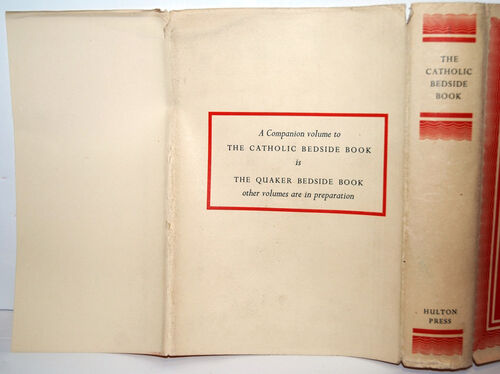 A Companion volume to
THE CATHOLIC BEDSIDE BOOK
is
THE QUAKER BEDSIDE BOOK
other volumes are in preparation
THE
CATHOLIC
BEDSIDE
BOOK
HULTON
PRESS